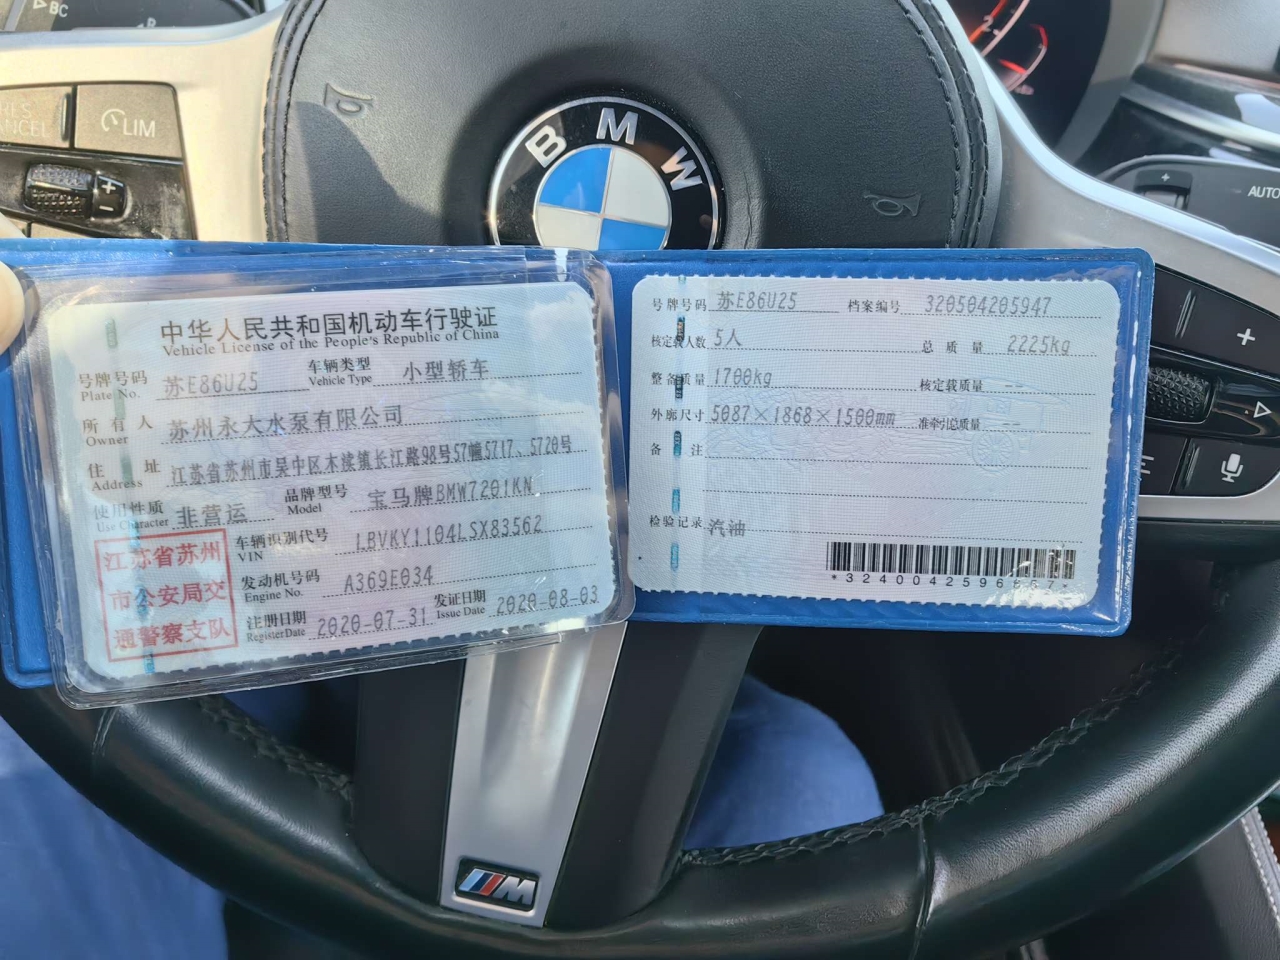 BC
R
RES
CANCEL
LIM
+
−
B M W
AUTO
中华人民共和国机动车行驶证
Vehicle License of the People's Republic of China
号牌号码 苏E86U25 车辆类型 小型轿车
Plate No. Vehicle Type
所有人 苏州永大水泵有限公司
Owner
住址 江苏省苏州市吴中区木渎镇长江路98号57幢5717、5720号
Address
使用性质 非营运 品牌型号 宝马牌BMW7201KN
Use Character Model
江苏省苏州
市公安局交
通警察支队
车辆识别代号 LBVKY1104LSX83562
VIN
发动机号码 A369E034
Engine No.
注册日期 2020-07-31 发证日期 2020-08-03
Register Date Issue Date
号牌号码 苏E86U25 档案编号 320504205947
核定载人数 5人 总质量 2225kg
整备质量 1700kg 核定载质量 --
外廓尺寸 5087×1868×1500mm 准牵引总质量 --
备注
检验记录 汽油
M